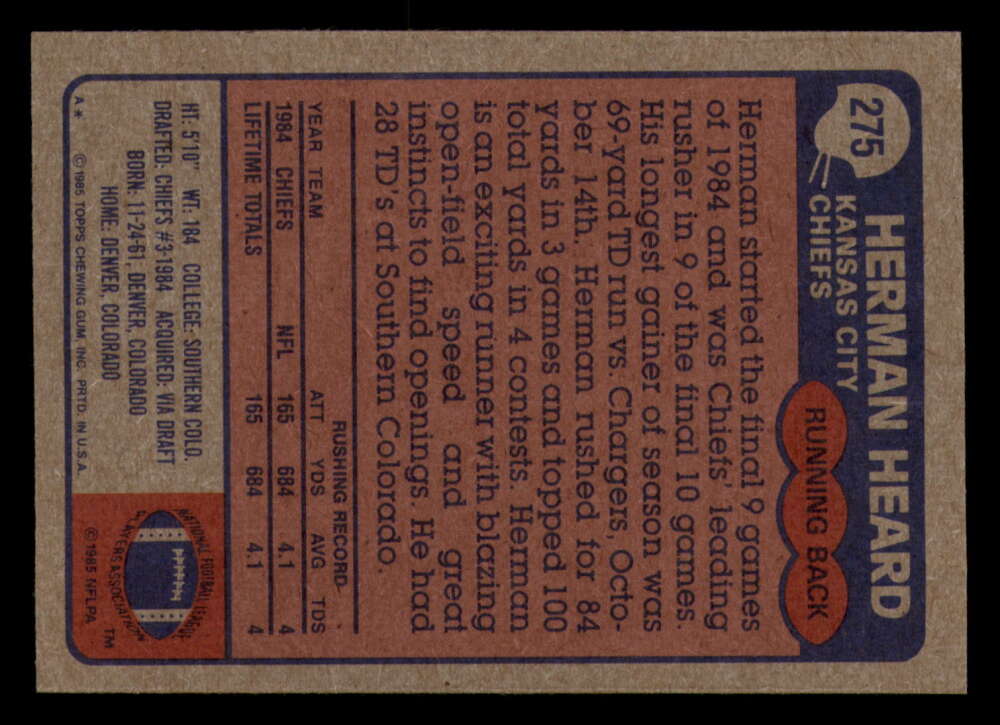 275
HERMAN HEARD
KANSAS CITY
CHIEFS
RUNNING BACK
Herman started the final 9 games
of 1984 and was Chiefs' leading
rusher in 9 of the final 10 games.
His longest gainer of season was
69-yard TD run vs. Chargers, Octo-
ber 14th. Herman rushed for 84
yards in 3 games and topped 100
total yards in 4 contests. Herman
is an exciting runner with blazing
open-field speed and great
instincts to find openings. He had
28 TD's at Southern Colorado.
RUSHING RECORD
YEAR TEAM ATT YDS AVG TDS
1984 CHIEFS NFL 165 684 4.1 4
LIFETIME TOTALS 165 684 4.1 4
HT: 5'10" WT: 184 COLLEGE: SOUTHERN COLO.
DRAFTED: CHIEFS #3-1984 ACQUIRED: VIA DRAFT
BORN: 11-24-61: DENVER, COLORADO
HOME: DENVER, COLORADO
A* © 1985 TOPPS CHEWING GUM, INC. PRTD. IN U.S.A.
NATIONAL FOOTBALL LEAGUE
PLAYERS ASSOCIATION
TM
© 1985 NFLPA